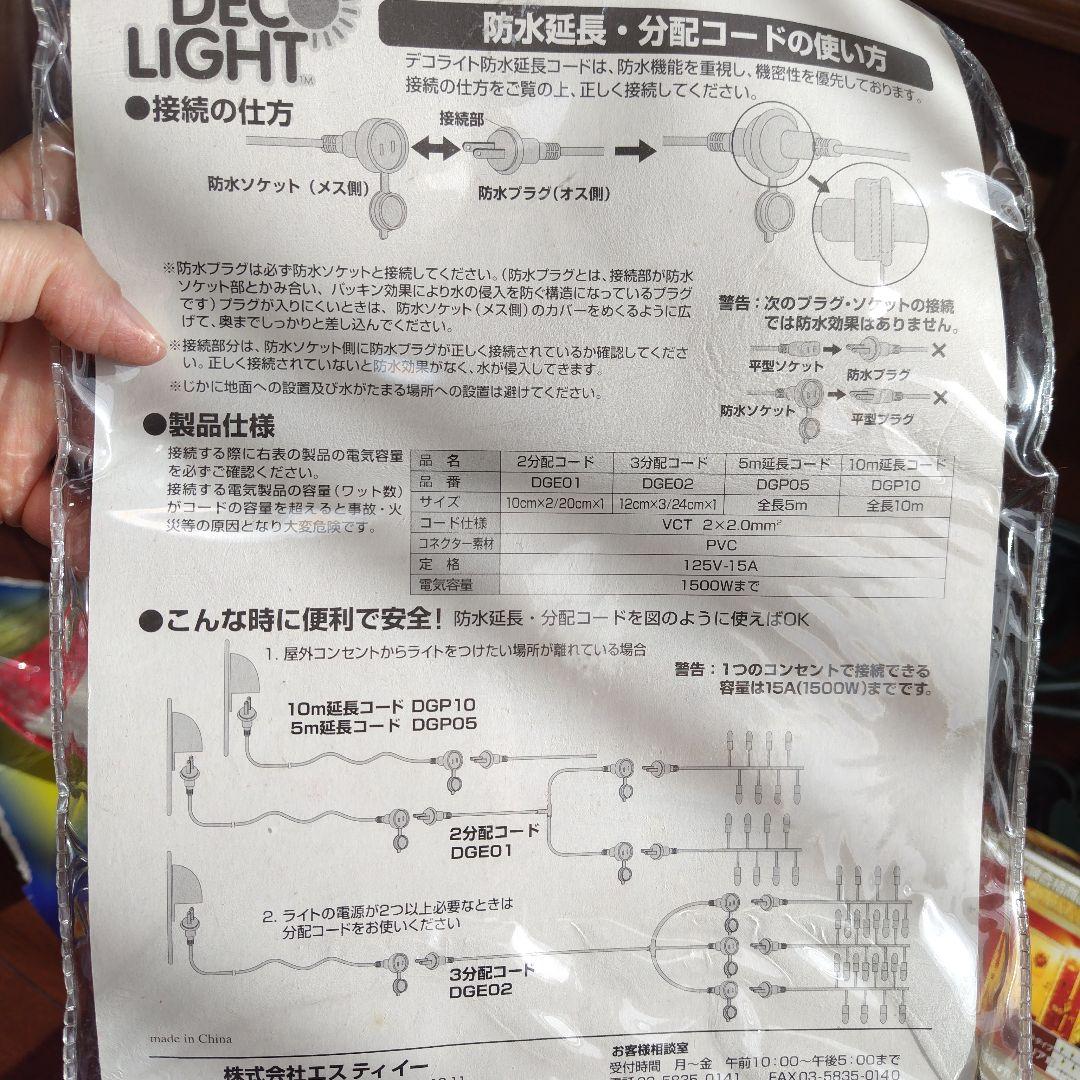 DECO
LIGHT™
防水延長・分配コードの使い方
デコライト防水延長コードは、防水機能を重視し、機密性を優先しております。
接続の仕方をご覧の上、正しく接続してください。
●接続の仕方
接続部
防水ソケット（メス側）
防水プラグ（オス側）
※防水プラグは必ず防水ソケットと接続してください。（防水プラグとは、接続部が防水
ソケット部とかみ合い、パッキン効果により水の侵入を防ぐ構造になっているプラグ
です）プラグが入りにくいときは、防水ソケット（メス側）のカバーをめくるように広
げて、奥までしっかりと差し込んでください。
※接続部分は、防水ソケット側に防水プラグが正しく接続されているか確認してくださ
い。正しく接続されていないと防水効果がなく、水が侵入してきます。
※じかに地面への設置及び水がたまる場所への設置は避けてください。
警告：次のプラグ・ソケットの接続
では防水効果はありません。
平型ソケット
防水プラグ
×
防水ソケット
平型プラグ
×
●製品仕様
接続する際に右表の製品の電気容量
を必ずご確認ください。
接続する電気製品の容量（ワット数）
がコードの容量を超えると事故・火
災等の原因となり大変危険です。
品 名 2分配コード 3分配コード 5m延長コード 10m延長コード
品 番 DGE01 DGE02 DGP05 DGP10
サイズ 10cm×2/20cm×1 12cm×3/24cm×1 全長5m 全長10m
コード仕様 VCT 2×2.0mm²
コネクター素材 PVC
定 格 125V-15A
電気容量 1500Wまで
●こんな時に便利で安全！防水延長・分配コードを図のように使えばOK
1. 屋外コンセントからライトをつけたい場所が離れている場合
警告：1つのコンセントで接続できる
容量は15A(1500W)までです。
10m延長コード DGP10
5m延長コード DGP05
2分配コード
DGE01
2. ライトの電源が2つ以上必要なときは
分配コードをお使いください
3分配コード
DGE02
made in China
株式会社エスティイー
お客様相談室
受付時間 月～金 午前10:00～午後5:00まで
03-5835-0141 FAX03-5835-0140